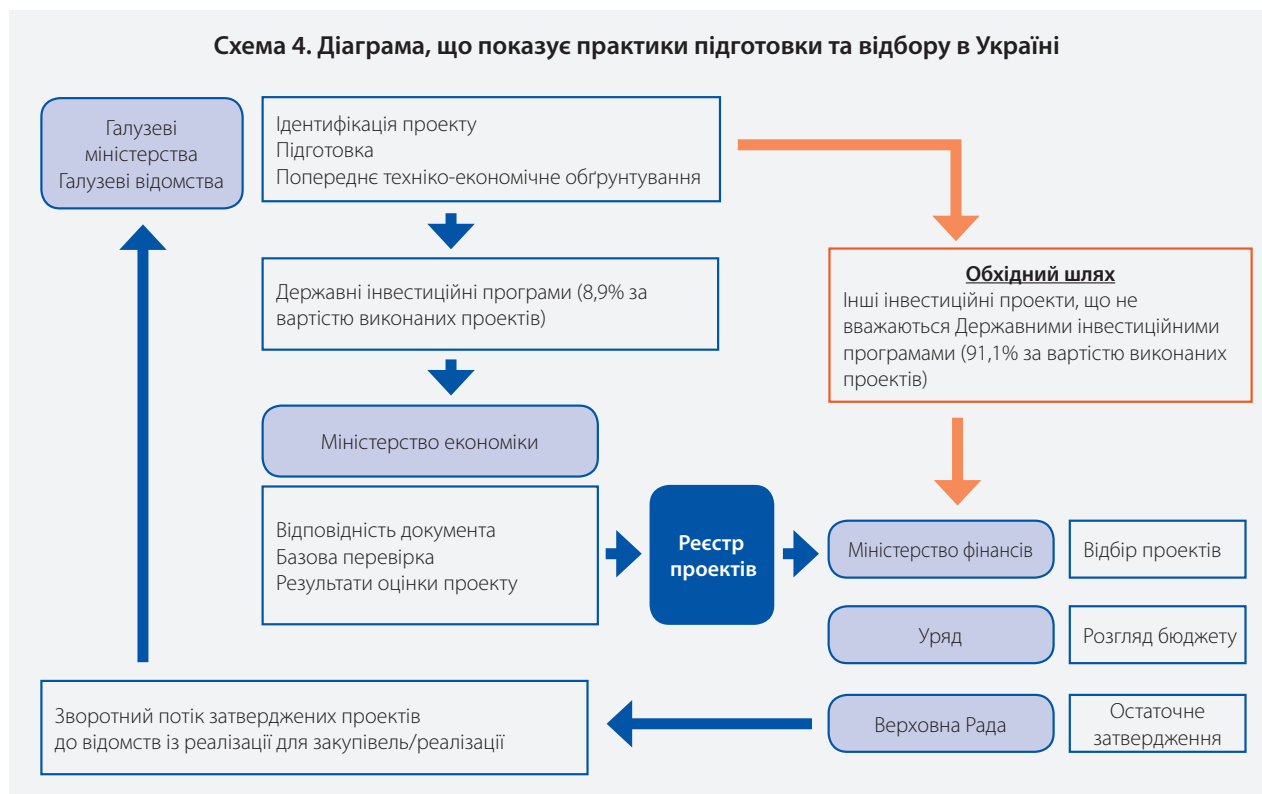 Схема 4. Діаграма, що показує практики підготовки та відбору в Україні
Галузеві
міністерства
Галузеві відомства
Ідентифікація проекту
Підготовка
Попереднє техніко-економічне обґрунтування
Державні інвестиційні програми (8,9% за
вартістю виконаних проектів)
Обхідний шлях
Інші інвестиційні проекти, що не
вважаються Державними інвестиційними
програмами (91,1% за вартістю виконаних
проектів)
Міністерство економіки
Відповідність документа
Базова перевірка
Результати оцінки проекту
Реєстр
проектів
Міністерство фінансів
Відбір проектів
Уряд
Розгляд бюджету
Верховна Рада
Остаточне
затвердження
Зворотний потік затверджених проектів
до відомств із реалізації для закупівель/реалізації